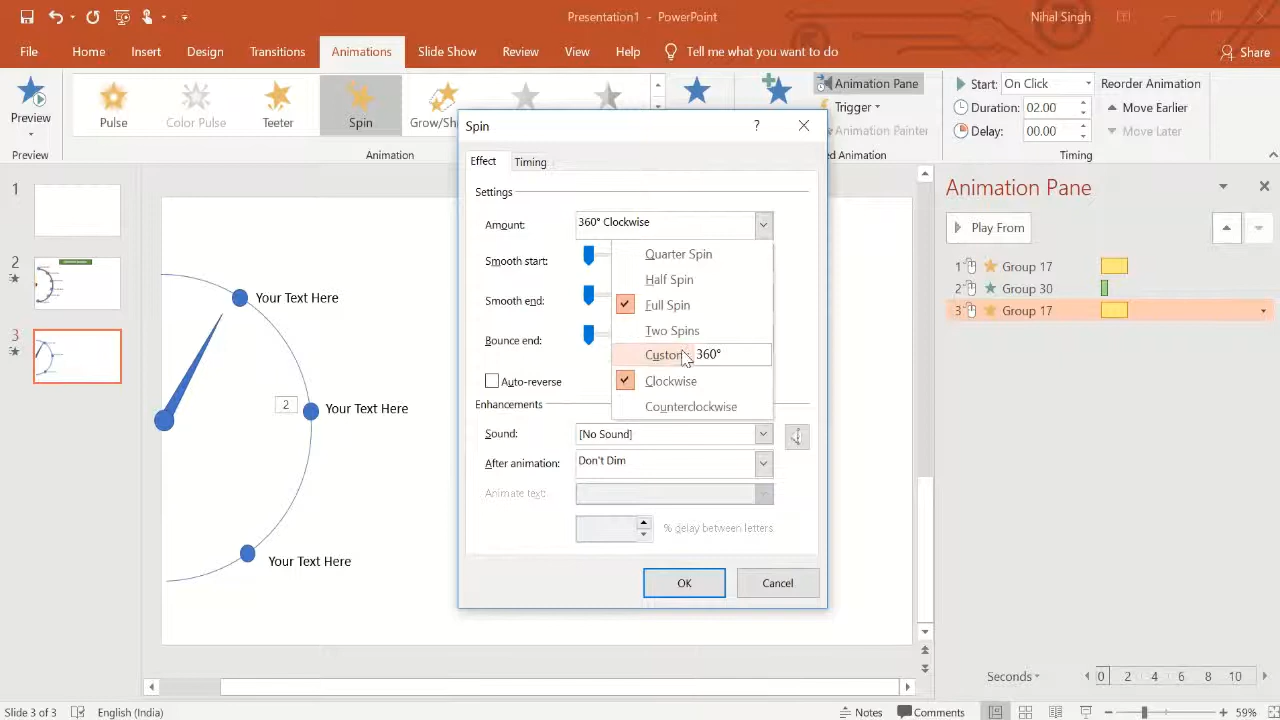 Presentation1 - PowerPoint
Nihal Singh
File Home Insert Design Transitions Animations Slide Show Review View Help Tell me what you want to do Share
Preview
Pulse Color Pulse Teeter Spin
Animation Pane
Trigger
Animation Painter
Start: On Click
Duration: 02.00
Delay: 00.00
Reorder Animation
Move Earlier
Move Later
Preview Animation Timing
Spin ?
Effect Timing
Settings
Amount: 360° Clockwise
Smooth start:
Smooth end:
Bounce end:
Auto-reverse
Quarter Spin
Half Spin
Full Spin
Two Spins
360°
Clockwise
Counterclockwise
Enhancements
Sound: [No Sound]
After animation: Don't Dim
Animate text:
% delay between letters
OK Cancel
1
2
3
Your Text Here
2 Your Text Here
Your Text Here
Animation Pane
Play From
1 Group 17
2 Group 30
3 Group 17
Seconds 0 2 4 6 8 10
Slide 3 of 3 English (India) Notes Comments 59%